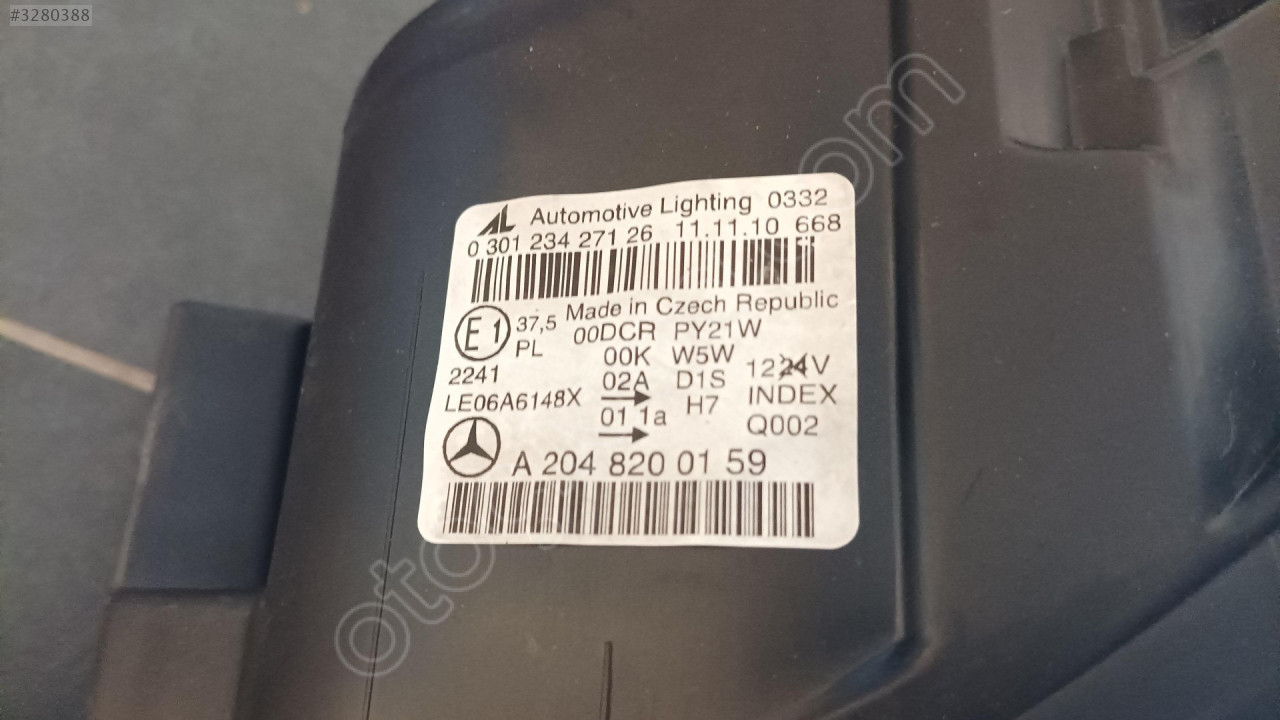 #3280388
Automotive Lighting 0332
0 301 234 271 26 11.11.10 668
Made in Czech Republic
E1 37,5 00DCR PY21W
PL 00K W5W 1224V
2241 02A D1S
LE06A6148X → H7 INDEX
01 1a → Q002
A 204 820 01 59
oto
om